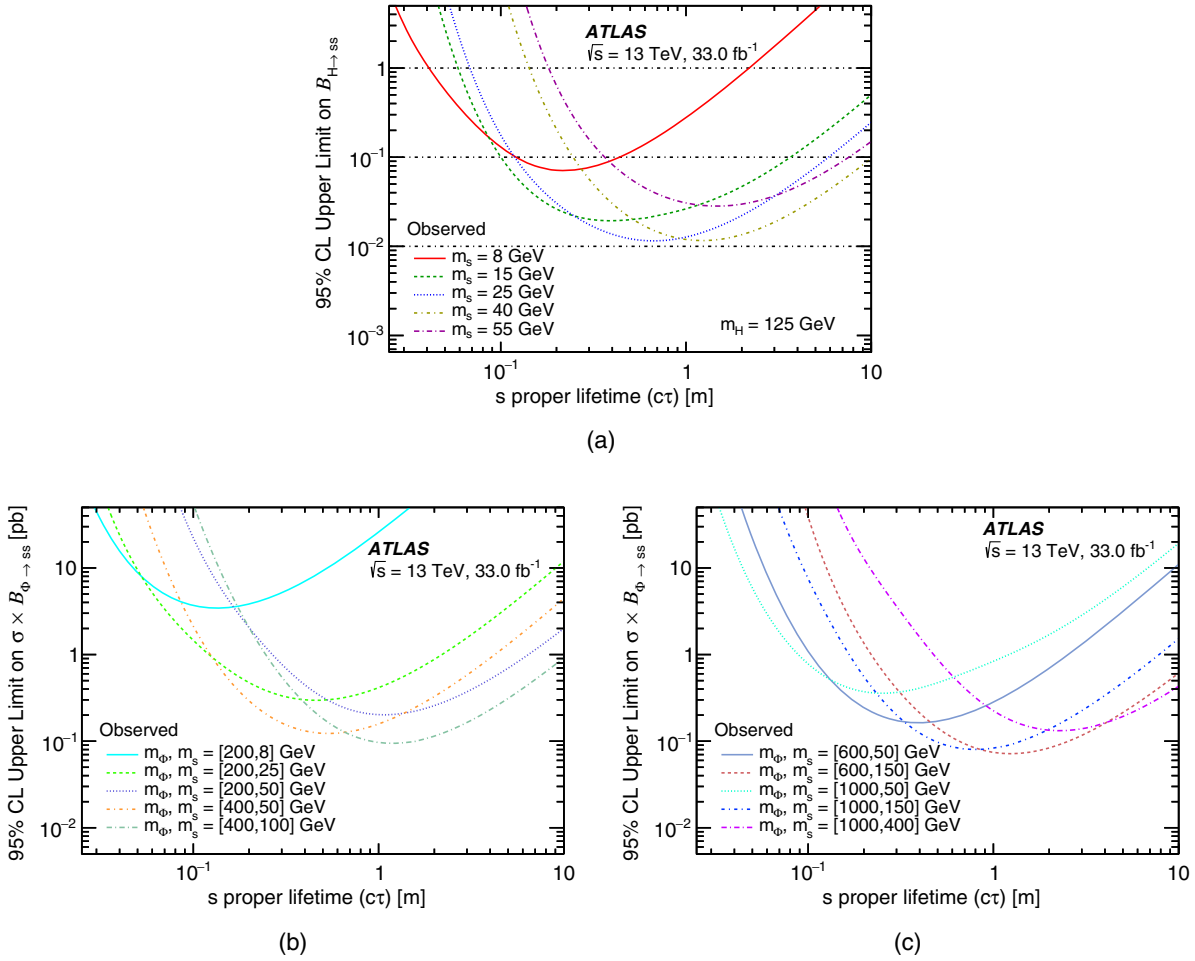 95% CL Upper Limit on B_{H→ ss}
1
10⁻¹
10⁻²
10⁻³
ATLAS
√s = 13 TeV, 33.0 fb⁻¹
Observed
m_s = 8 GeV
m_s = 15 GeV
m_s = 25 GeV
m_s = 40 GeV
m_s = 55 GeV
m_H = 125 GeV
10⁻¹ 1 10
s proper lifetime (cτ) [m]
(a)
95% CL Upper Limit on σ × B_{Φ → ss} [pb]
10
1
10⁻¹
10⁻²
ATLAS
√s = 13 TeV, 33.0 fb⁻¹
Observed
m_Φ, m_s = [200,8] GeV
m_Φ, m_s = [200,25] GeV
m_Φ, m_s = [200,50] GeV
m_Φ, m_s = [400,50] GeV
m_Φ, m_s = [400,100] GeV
10⁻¹ 1 10
s proper lifetime (cτ) [m]
(b)
95% CL Upper Limit on σ × B_{Φ → ss} [pb]
10
1
10⁻¹
10⁻²
ATLAS
√s = 13 TeV, 33.0 fb⁻¹
Observed
m_Φ, m_s = [600,50] GeV
m_Φ, m_s = [600,150] GeV
m_Φ, m_s = [1000,50] GeV
m_Φ, m_s = [1000,150] GeV
m_Φ, m_s = [1000,400] GeV
10⁻¹ 1 10
s proper lifetime (cτ) [m]
(c)